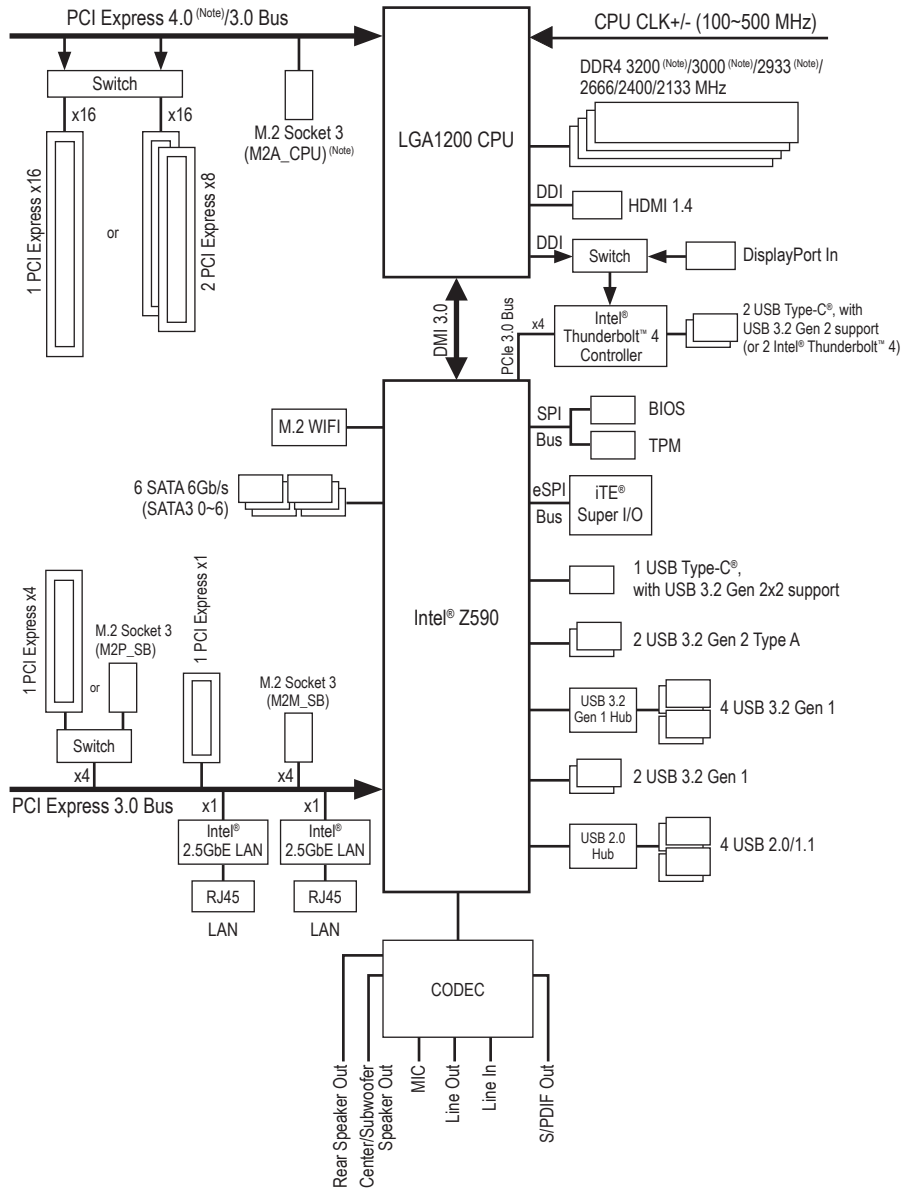 PCI Express 4.0 (Note)/3.0 Bus
CPU CLK+/- (100~500 MHz)
Switch
x16
x16
1 PCI Express x16
or
2 PCI Express x8
M.2 Socket 3
(M2A_CPU) (Note)
LGA1200 CPU
DDR4 3200 (Note)/3000 (Note)/2933 (Note)/
2666/2400/2133 MHz
DDI
HDMI 1.4
DDI
Switch
DisplayPort In
DMI 3.0
PCIe 3.0 Bus
x4
Intel®
Thunderbolt™ 4
Controller
2 USB Type-C®, with
USB 3.2 Gen 2 support
(or 2 Intel® Thunderbolt™ 4)
M.2 WIFI
SPI
Bus
BIOS
TPM
6 SATA 6Gb/s
(SATA3 0~6)
eSPI
Bus
iTE®
Super I/O
Intel® Z590
1 USB Type-C®,
with USB 3.2 Gen 2x2 support
2 USB 3.2 Gen 2 Type A
USB 3.2
Gen 1 Hub
4 USB 3.2 Gen 1
2 USB 3.2 Gen 1
USB 2.0
Hub
4 USB 2.0/1.1
1 PCI Express x4
or
M.2 Socket 3
(M2P_SB)
1 PCI Express x1
M.2 Socket 3
(M2M_SB)
Switch
x4
x4
PCI Express 3.0 Bus
x1
x1
Intel®
2.5GbE LAN
Intel®
2.5GbE LAN
RJ45
RJ45
LAN
LAN
CODEC
Rear Speaker Out
Center/Subwoofer
Speaker Out
MIC
Line Out
Line In
S/PDIF Out